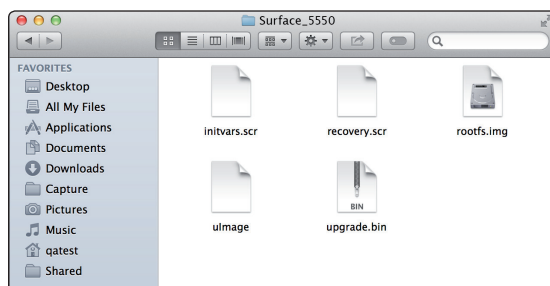 Surface_5550
FAVORITES
Desktop
All My Files
Applications
Documents
Downloads
Capture
Pictures
Music
qatest
Shared
initvars.scr
recovery.scr
rootfs.img
uImage
BIN
upgrade.bin